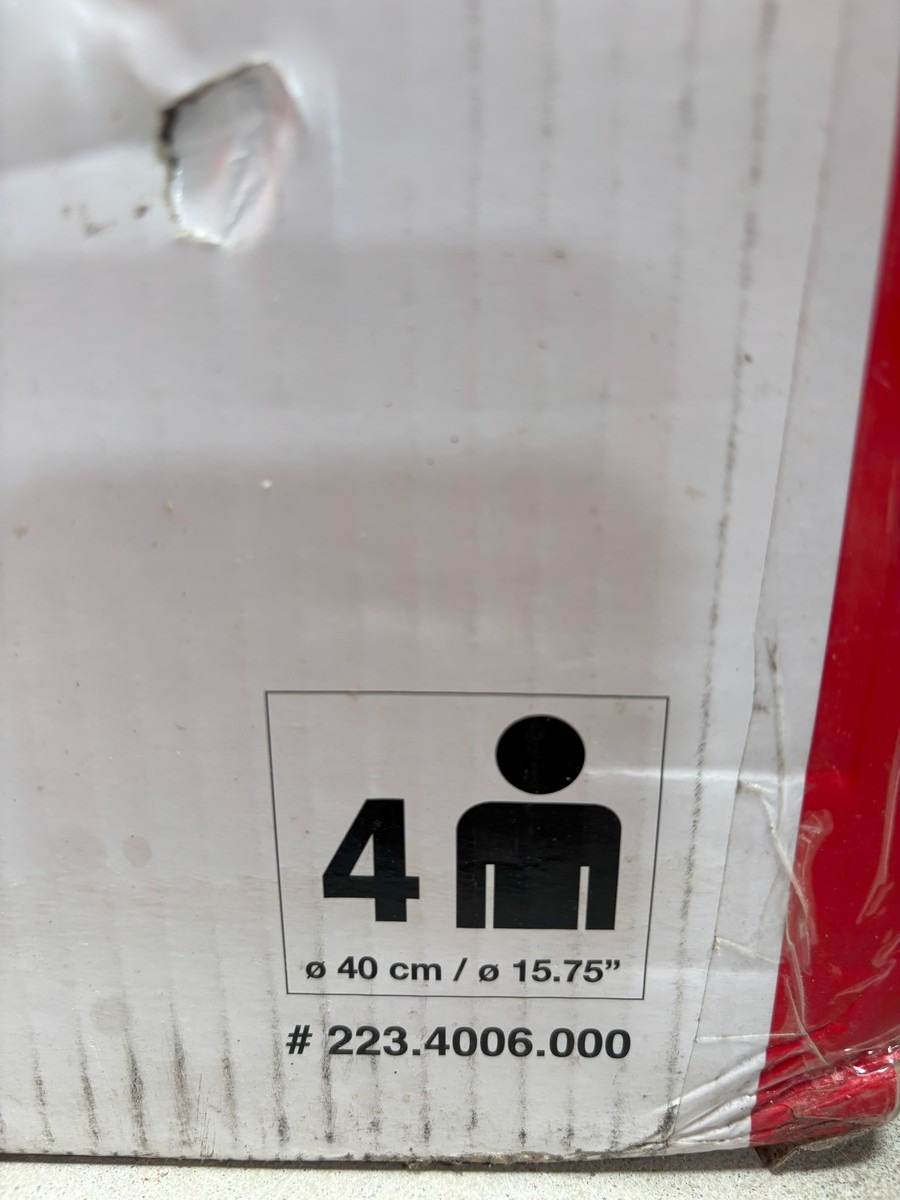 4
ø 40 cm / ø 15.75”
# 223.4006.000